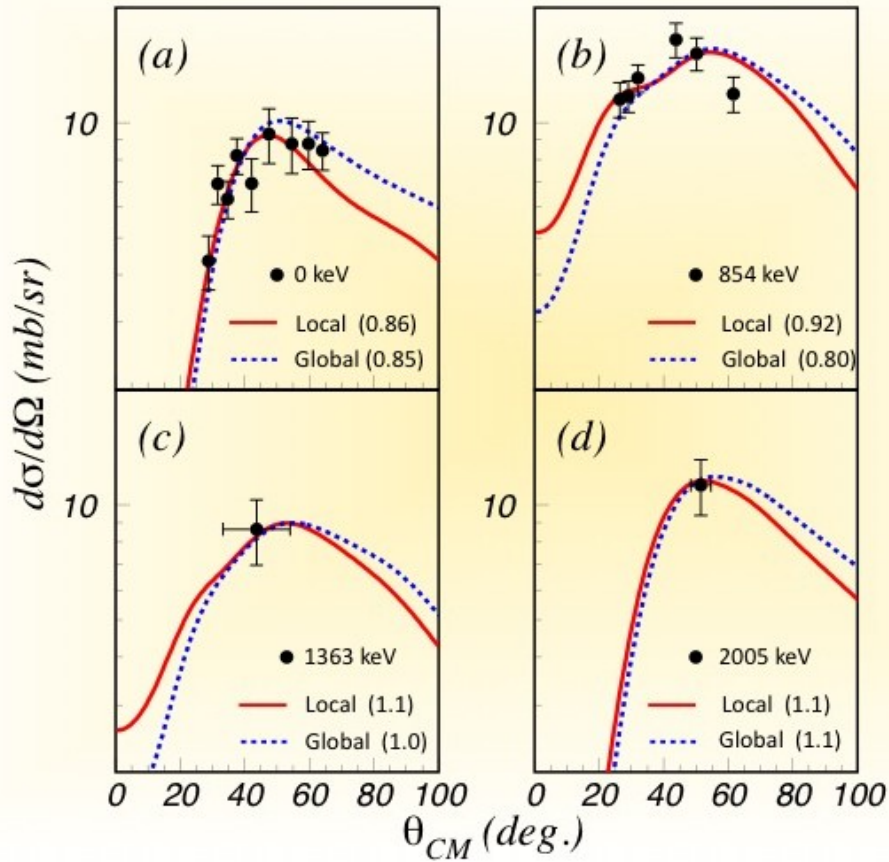 (a)
10
0 keV
Local (0.86)
Global (0.85)
(b)
10
854 keV
Local (0.92)
Global (0.80)
dσ/dΩ (mb/sr)
(c)
10
1363 keV
Local (1.1)
Global (1.0)
0 20 40 60 80 100
(d)
10
2005 keV
Local (1.1)
Global (1.1)
0 20 40 60 80 100
θCM (deg.)